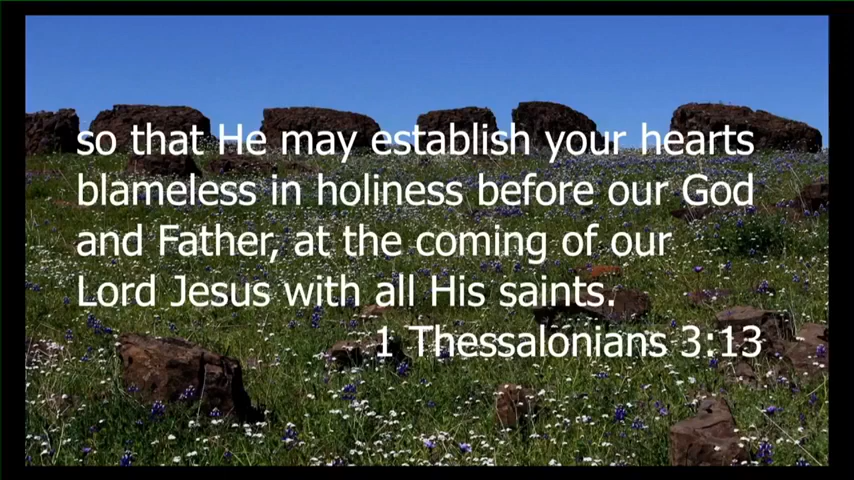 so that He may establish your hearts
blameless in holiness before our God
and Father, at the coming of our
Lord Jesus with all His saints.
1 Thessalonians 3:13